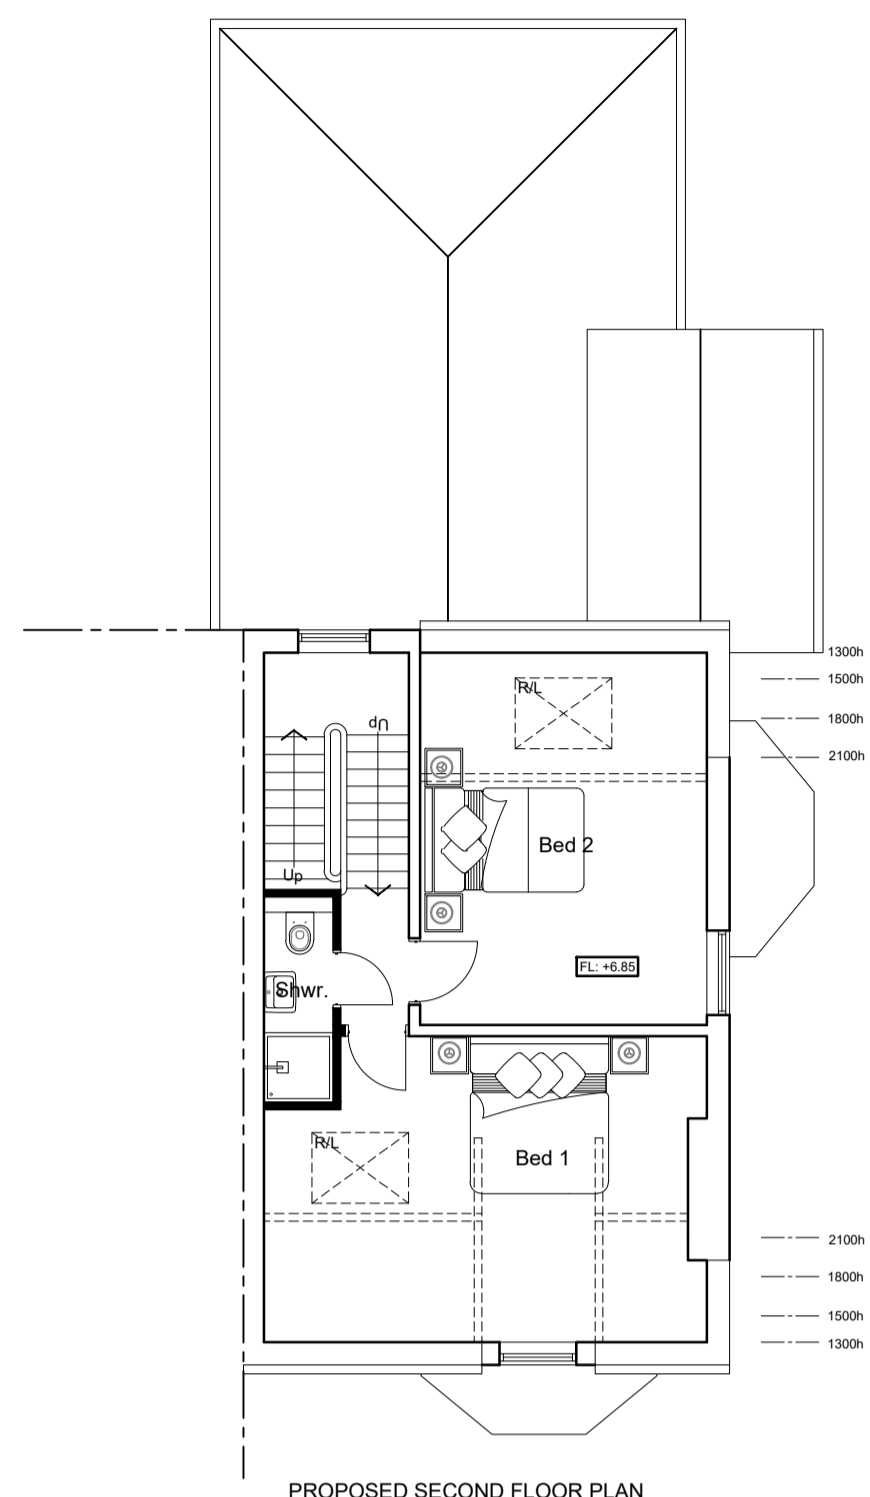 1300h
R/L
1500h
1800h
Up
2100h
Bed 2
Up
FL: +6.85
Shwr.
R/L
Bed 1
2100h
1800h
1500h
1300h
PROPOSED SECOND FLOOR PLAN